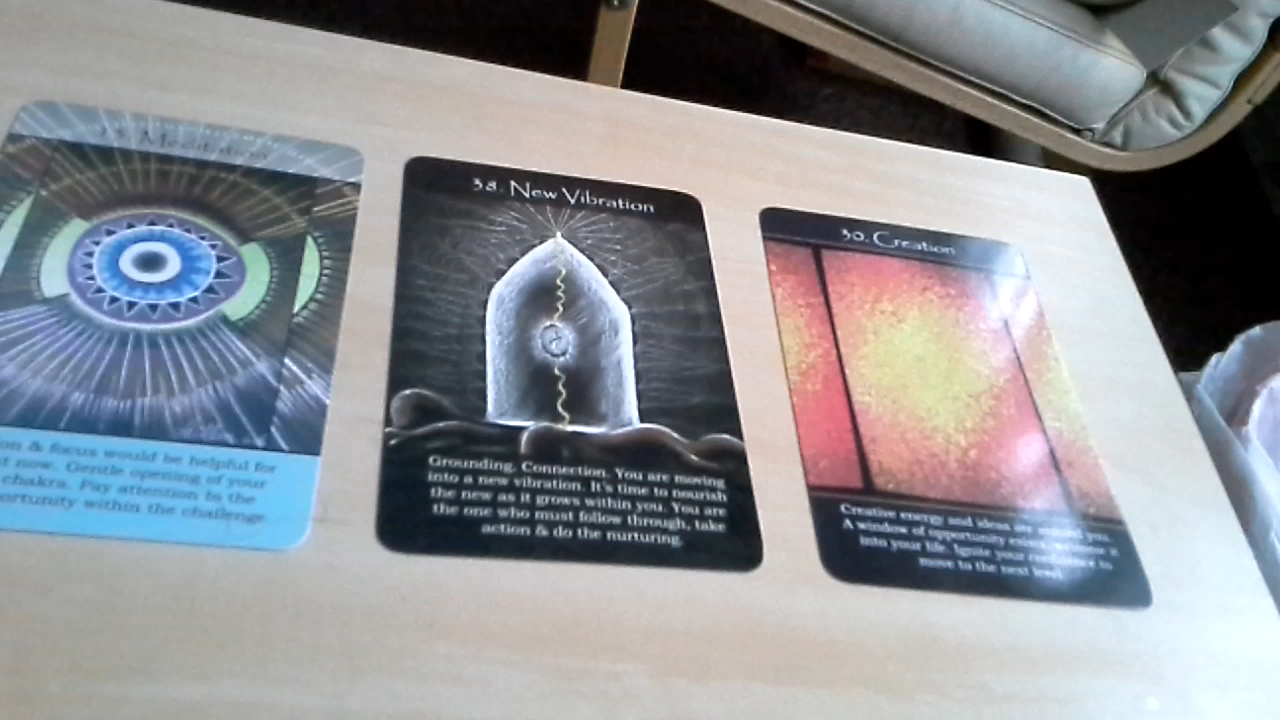 Meditation
on & focus would be helpful for
t now. Gentle opening of your
chakra. Pay attention to the
ortunity within the challenge
38. New Vibration
Grounding. Connection. You are moving
into a new vibration. It's time to nourish
the new as it grows within you. You are
the one who must follow through, take
action & do the nurturing.
30. Creation
Creative energy and ideas are around you.
A window of opportunity it
into your life. Ignite your to
move to the next level